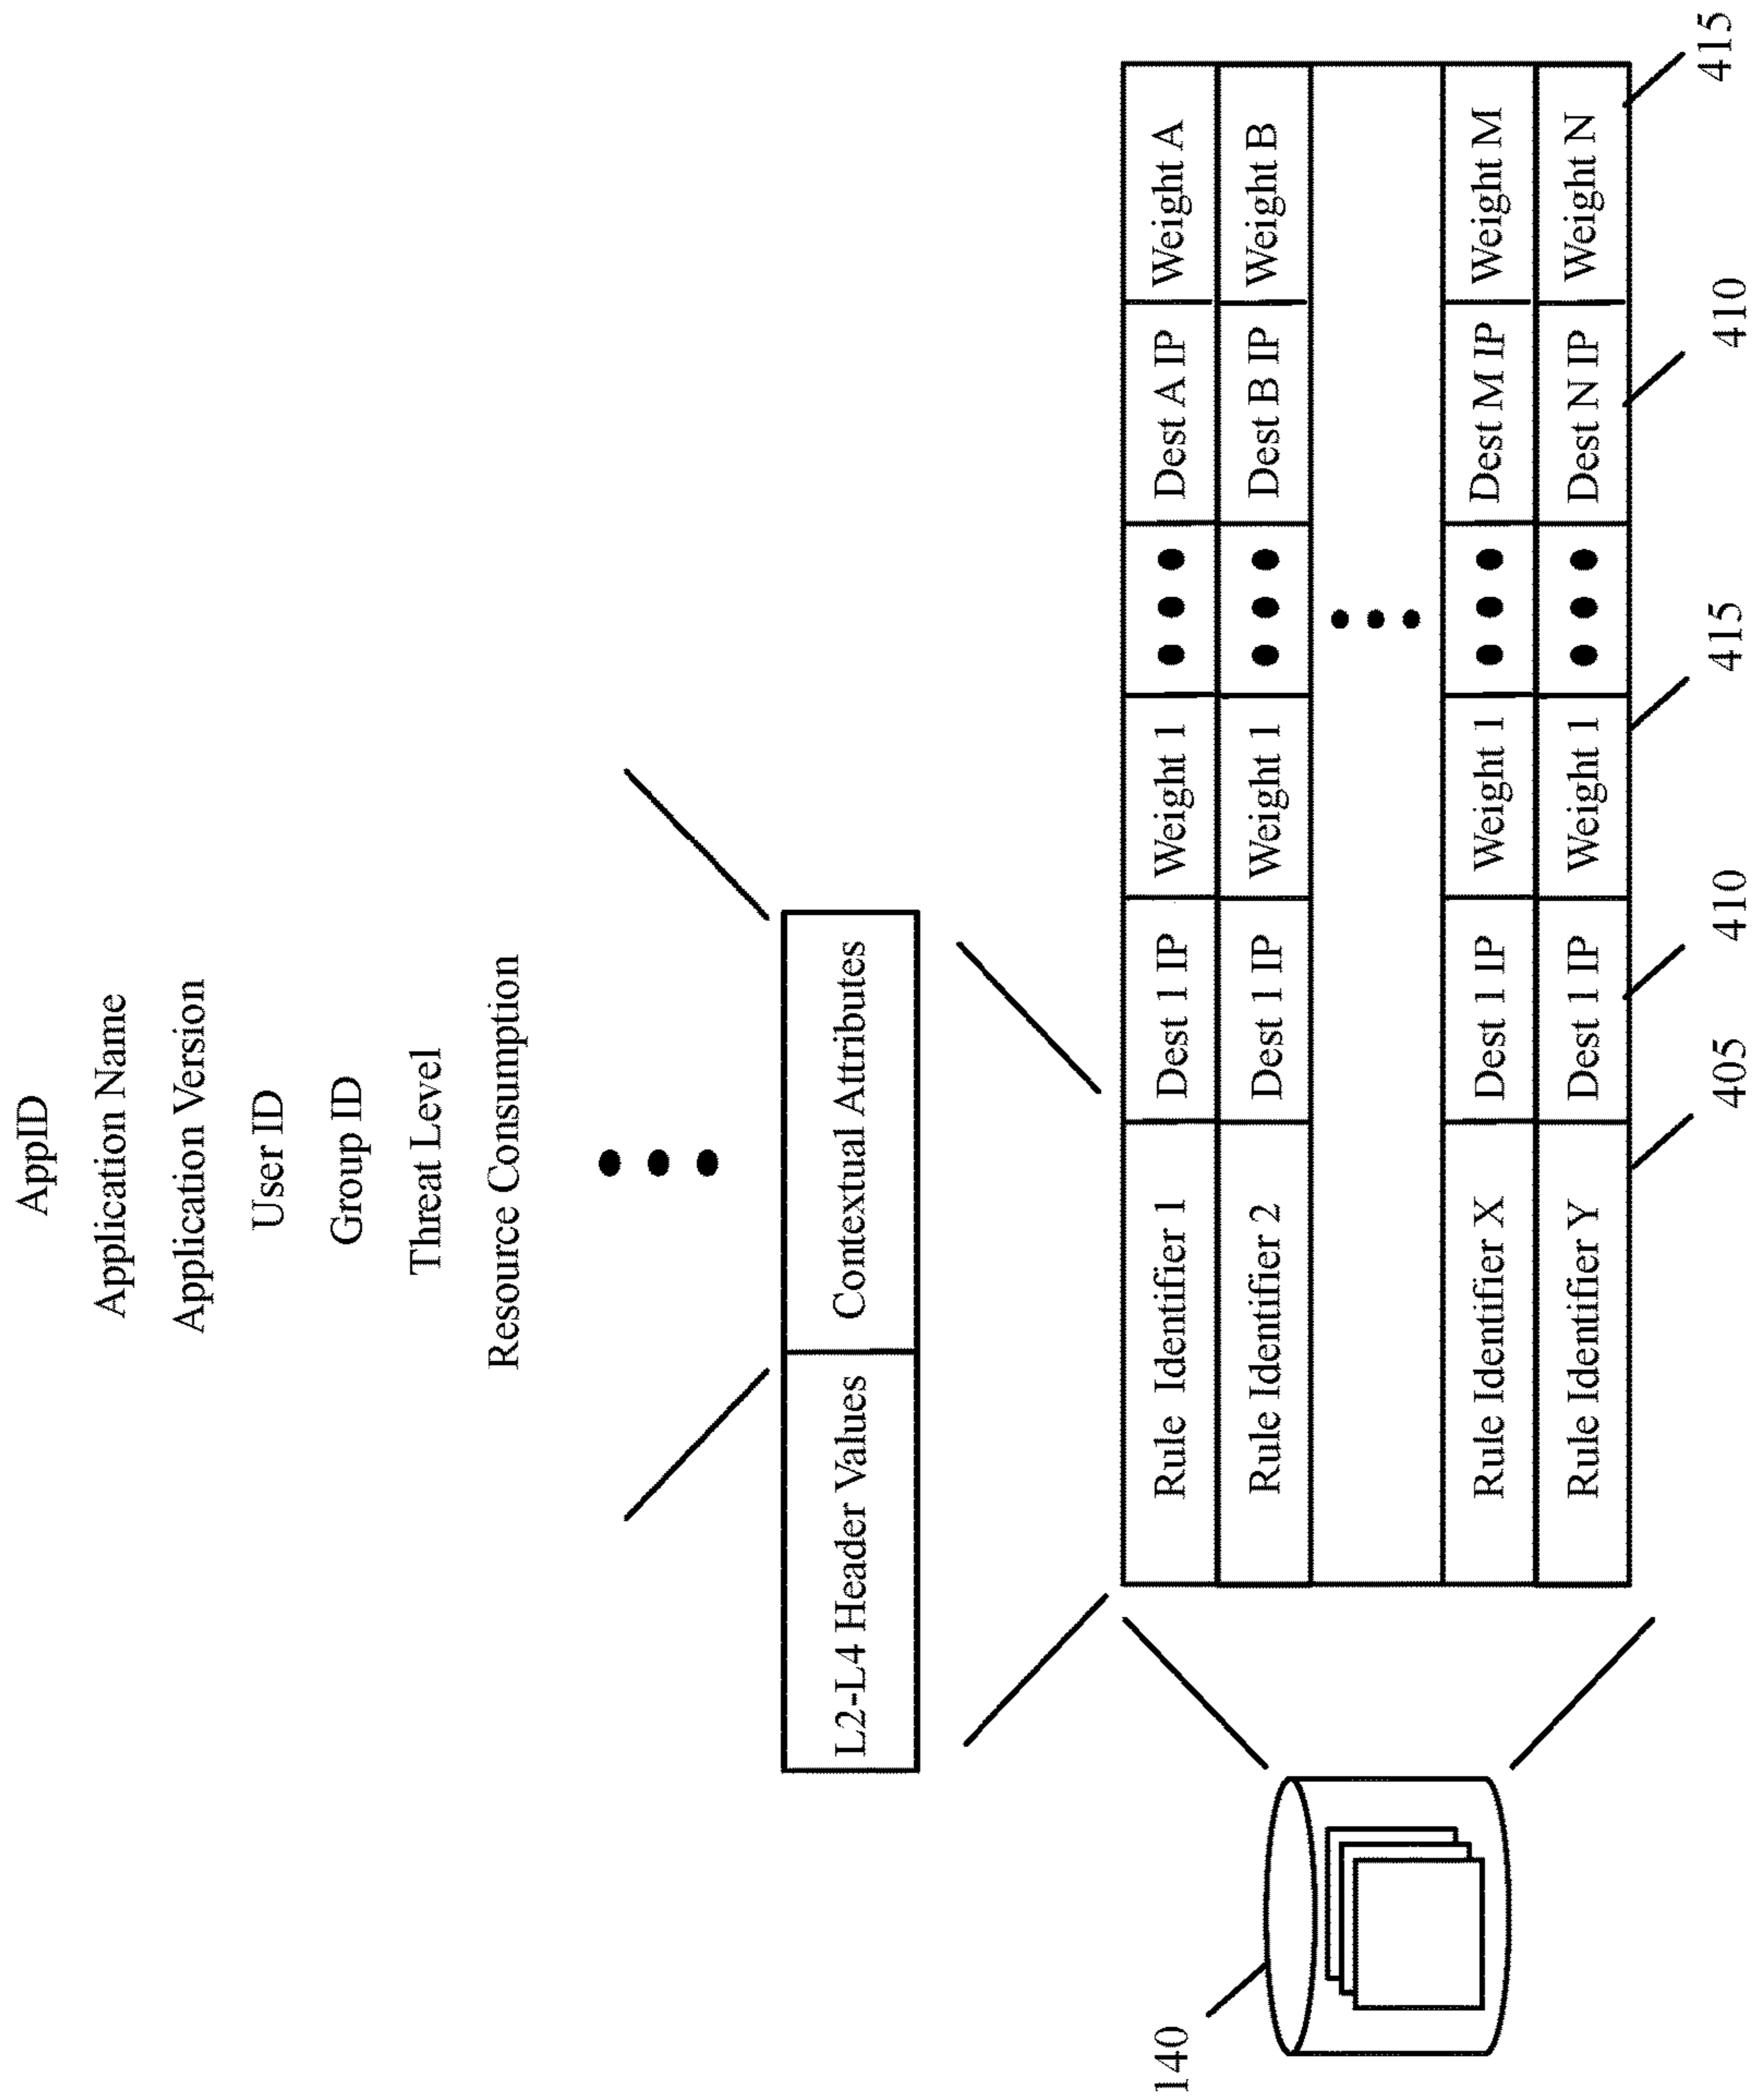 AppID
Application Name
Application Version
User ID
Group ID
Threat Level
Resource Consumption
L2-L4 Header Values Contextual Attributes
Rule Identifier 1 Dest 1 IP Weight 1 Dest A IP Weight A
Rule Identifier 2 Dest 1 IP Weight 1 Dest B IP Weight B
Rule Identifier X Dest 1 IP Weight 1 Dest M IP Weight M
Rule Identifier Y Dest 1 IP Weight 1 Dest N IP Weight N
140
405 410 415 410 415